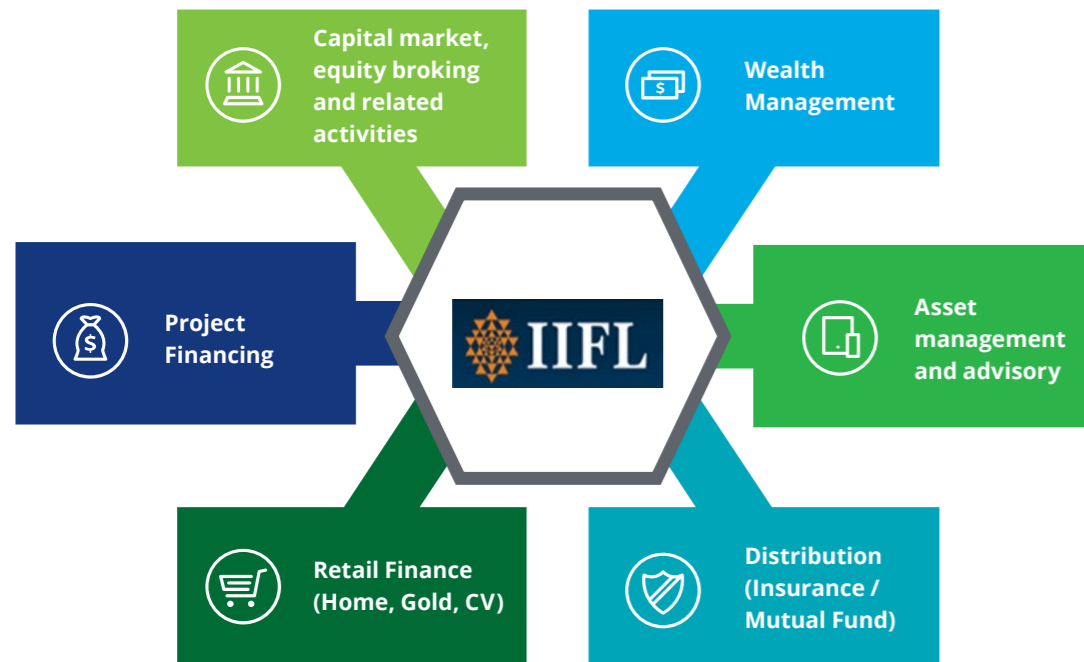 Capital market,
equity broking
and related
activities
Wealth
Management
Project
Financing
IIFL
Asset
management
and advisory
Retail Finance
(Home, Gold, CV)
Distribution
(Insurance /
Mutual Fund)